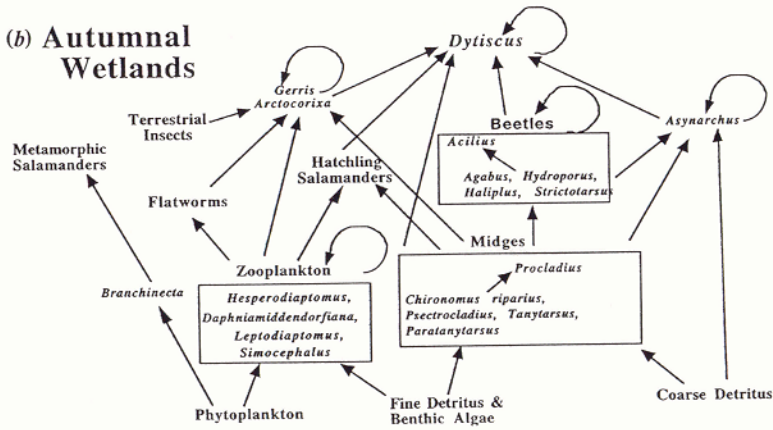 (b) Autumnal
Wetlands
Dytiscus
Gerris
Arctocorixa
Terrestrial
Insects
Beetles
Asynarchus
Metamorphic
Salamanders
Acilius
Hatchling
Salamanders
Agabus, Hydroporus,
Haliplus, Strictotarsus
Flatworms
Midges
Zooplankton
Procladius
Branchinecta
Hesperodiaptomus,
Daphniamiddendorfiana,
Leptodiaptomus,
Simocephalus
Chironomus riparius,
Psectrocladius, Tanytarsus,
Paratanytarsus
Phytoplankton
Fine Detritus &
Benthic Algae
Coarse Detritus